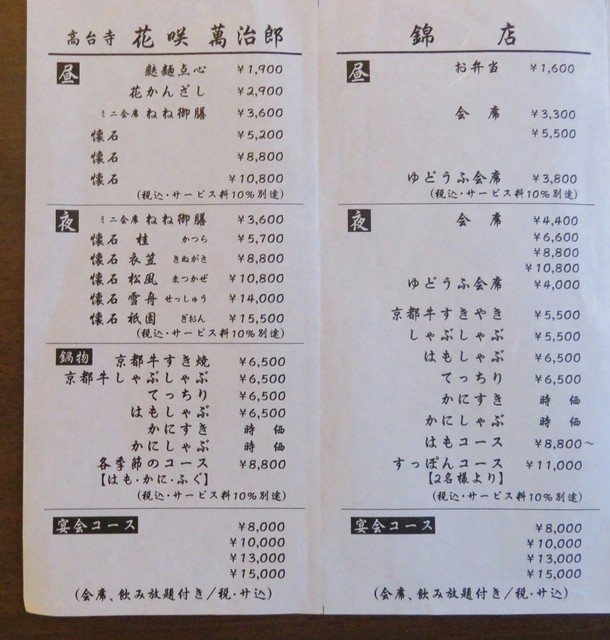 高台寺 花咲 萬治郎
昼
麩麺点心 ￥1,900
花かんざし ￥2,900
ミニ会席 ねね御膳 ￥3,600
懐石 ￥5,200
懐石 ￥8,800
懐石 ￥10,800
(税込・サービス料10%別途)
夜
ミニ会席 ねね御膳 ￥3,600
懐石 桂 かつら ￥5,700
懐石 衣笠 きぬがさ ￥8,800
懐石 松風 まつかぜ ￥10,800
懐石 雪舟 せっしゅう ￥14,000
懐石 祇園 ぎおん ￥15,500
(税込・サービス料10%別途)
鍋物
京都牛すき焼 ￥6,500
京都牛しゃぶしゃぶ ￥6,500
てっちり ￥6,500
はもしゃぶ ￥6,500
かにすき 時価
かにしゃぶ 時価
各季節のコース ￥8,800
【はも・かに・ふぐ】
(税込・サービス料10%別途)
宴会コース
￥8,000
￥10,000
￥13,000
￥15,000
(会席、飲み放題付き/税・サ込)
錦 店
昼
お弁当 ￥1,600
会席 ￥3,300
￥5,500
ゆどうふ会席 ￥3,800
(税込・サービス料10%別途)
夜
会席 ￥4,400
￥6,600
￥8,800
￥10,800
ゆどうふ会席 ￥4,000
京都牛すきやき ￥5,500
しゃぶしゃぶ ￥5,500
はもしゃぶ ￥6,500
てっちり ￥6,500
かにすき 時価
かにしゃぶ 時価
はもコース ￥8,800～
すっぽんコース ￥11,000
【2名様より】
(税込・サービス料10%別途)
宴会コース
￥8,000
￥10,000
￥13,000
￥15,000
(会席、飲み放題付き/税・サ込)